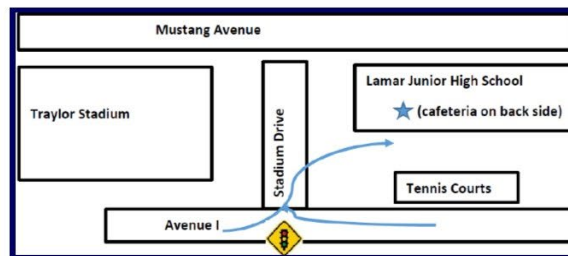 Mustang Avenue
Traylor Stadium
Stadium Drive
Lamar Junior High School
(cafeteria on back side)
Tennis Courts
Avenue I